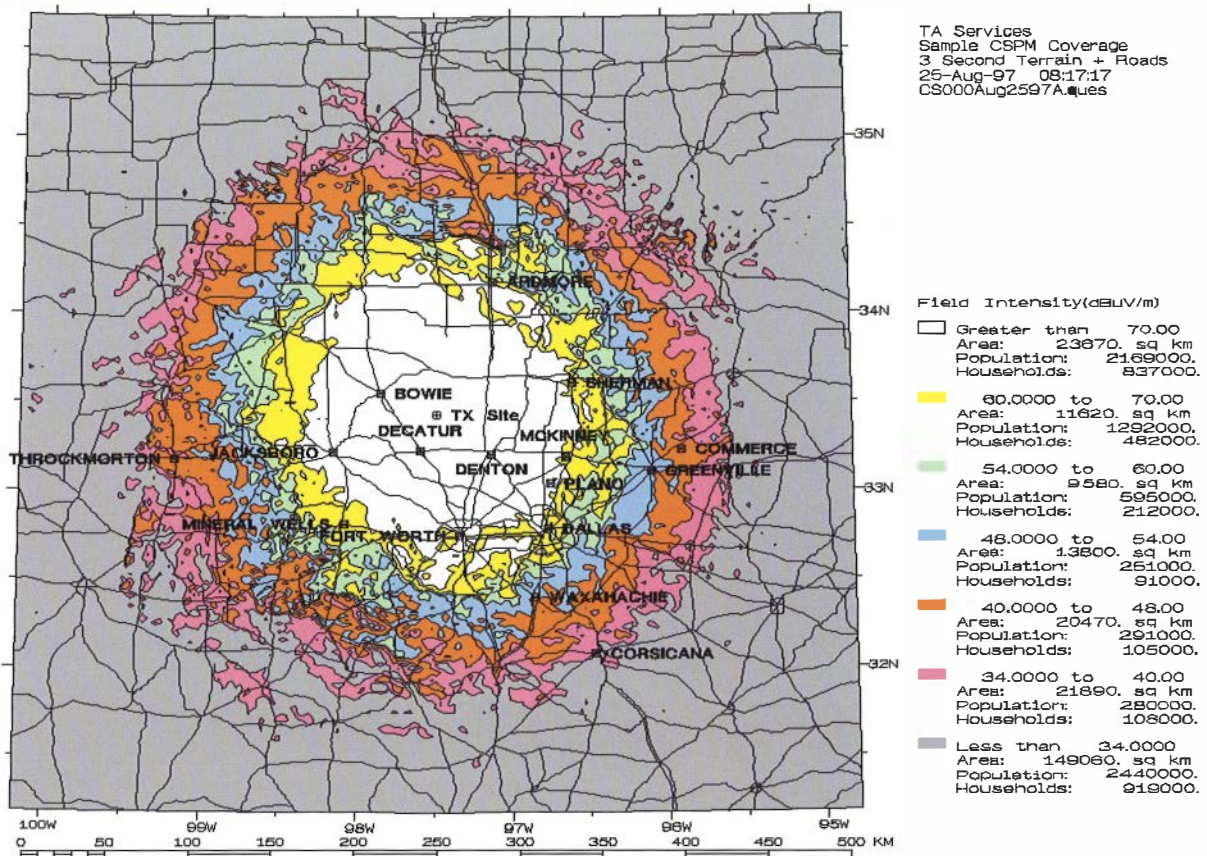 TA Services
Sample CSPM Coverage
3 Second Terrain + Roads
25-Aug-97 08:17:17
CS000Aug2597A.ques
35N
34N
33N
32N
ARDMORE
SHERMAN
BOWIE
TX Site
DECATUR
MCKINNEY
THROCKMORTON
JACKSBORO
DENTON
COMMERCE
GREENVILLE
PLANO
MINERAL WELLS
FORT WORTH
DALLAS
WAXAHACHIE
CORSICANA
100W 99W 98W 97W 96W 95W
0 50 100 150 200 250 300 350 400 450 500 KM
Field Intensity(dBuV/m)
Greater than 70.00
Area: 23670. sq km
Population: 2169000.
Households: 837000.
60.0000 to 70.00
Area: 11620. sq km
Population: 1292000.
Households: 482000.
54.0000 to 60.00
Area: 9580. sq km
Population: 595000.
Households: 212000.
48.0000 to 54.00
Area: 13800. sq km
Population: 251000.
Households: 91000.
40.0000 to 48.00
Area: 20470. sq km
Population: 291000.
Households: 105000.
34.0000 to 40.00
Area: 21890. sq km
Population: 280000.
Households: 108000.
Less than 34.0000
Area: 149060. sq km
Population: 2440000.
Households: 919000.